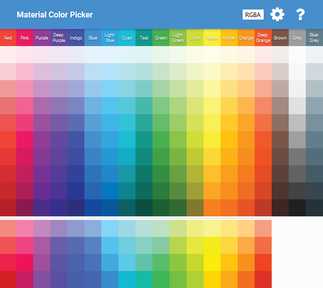 Material Color Picker
RGBA
?
Red Pink Purple Deep Purple Indigo Blue Light Blue Cyan Teal Green Light Green Lime Yellow Amber Orange Deep Orange Brown Grey Blue Grey